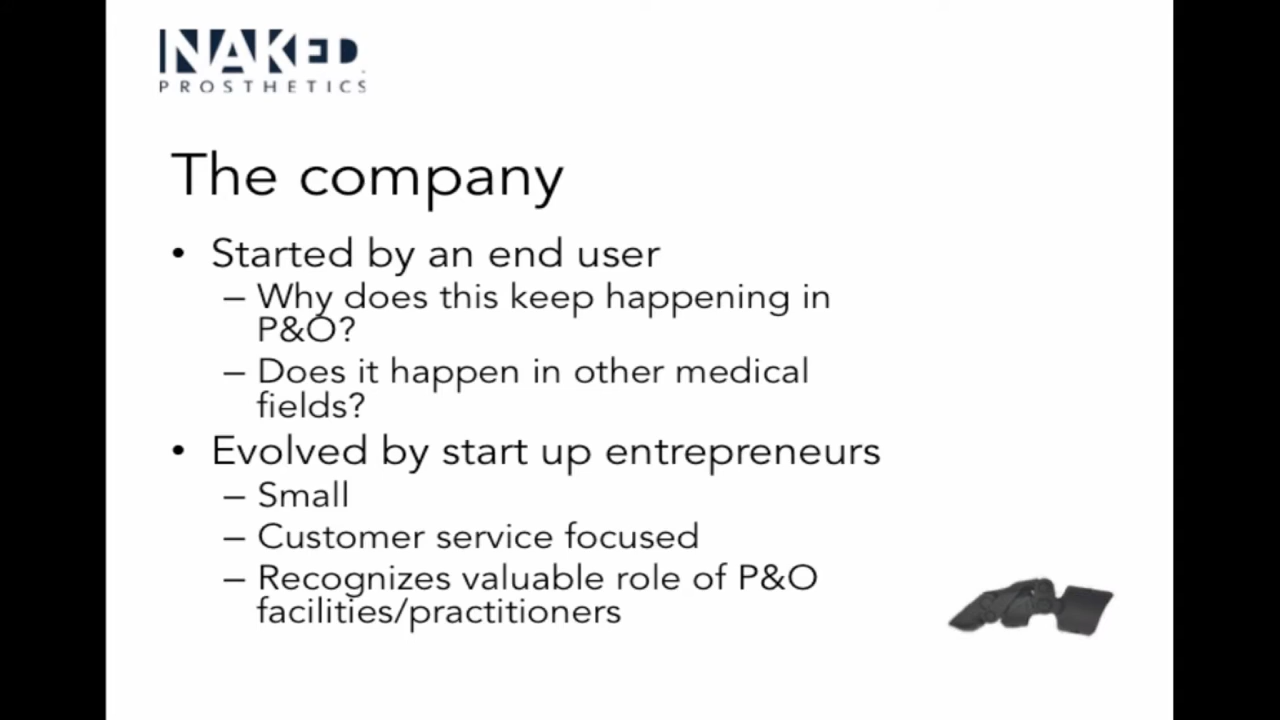 NAKED
PROSTHETICS
The company
• Started by an end user
– Why does this keep happening in
P&O?
– Does it happen in other medical
fields?
• Evolved by start up entrepreneurs
– Small
– Customer service focused
– Recognizes valuable role of P&O
facilities/practitioners